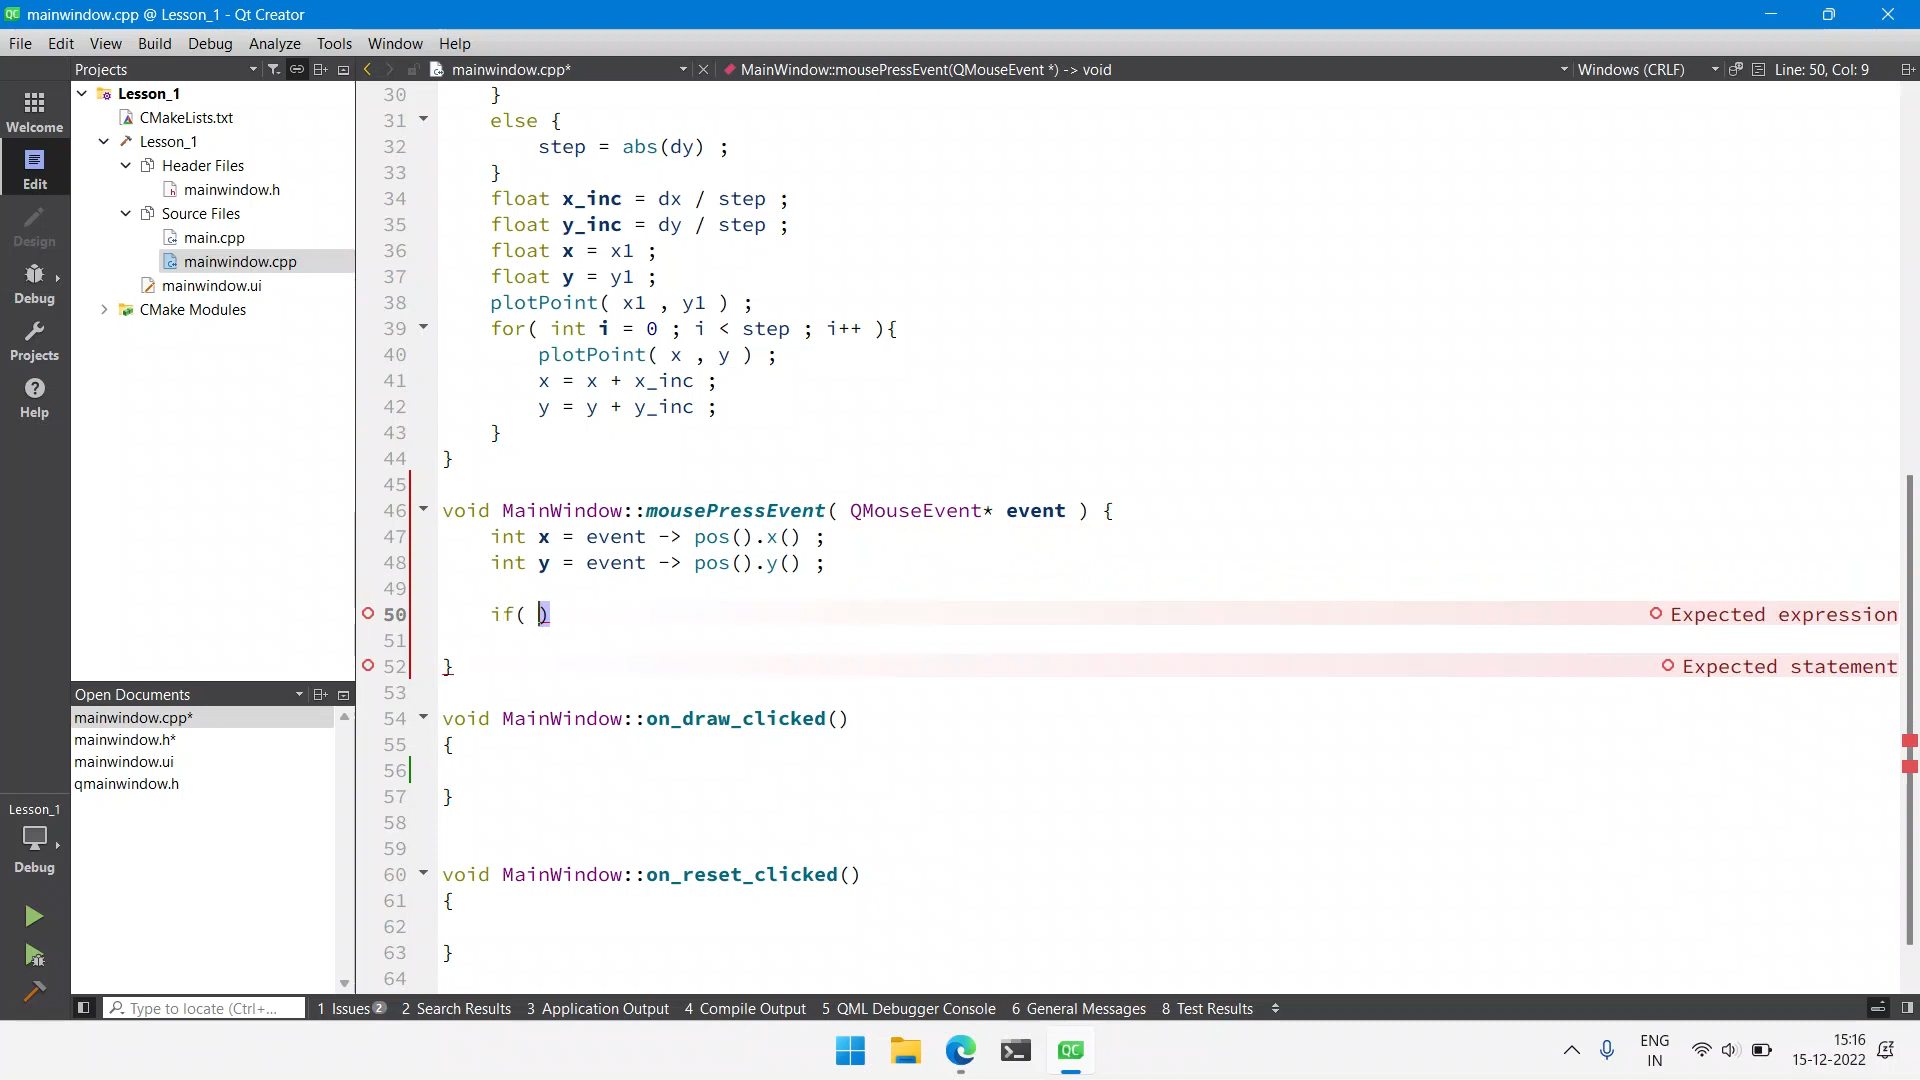 QC mainwindow.cpp @ Lesson_1 - Qt Creator
File Edit View Build Debug Analyze Tools Window Help
Projects
mainwindow.cpp*
MainWindow::mousePressEvent(QMouseEvent *) -> void
Windows (CRLF)
Line: 50, Col: 9
Welcome
Edit
Design
Debug
Projects
Help
Lesson_1
Debug
Lesson_1
CMakeLists.txt
Lesson_1
Header Files
mainwindow.h
Source Files
main.cpp
mainwindow.cpp
mainwindow.ui
CMake Modules
Open Documents
mainwindow.cpp*
mainwindow.h*
mainwindow.ui
qmainwindow.h
30 }
31 else {
32 step = abs(dy) ;
33 }
34 float x_inc = dx / step ;
35 float y_inc = dy / step ;
36 float x = x1 ;
37 float y = y1 ;
38 plotPoint( x1 , y1 ) ;
39 for( int i = 0 ; i < step ; i++ ){
40 plotPoint( x , y ) ;
41 x = x + x_inc ;
42 y = y + y_inc ;
43 }
44 }
45
46 void MainWindow::mousePressEvent( QMouseEvent* event ) {
47 int x = event -> pos().x() ;
48 int y = event -> pos().y() ;
49
50 if( ) Expected expression
51
52 } Expected statement
53
54 void MainWindow::on_draw_clicked()
55 {
56
57 }
58
59
60 void MainWindow::on_reset_clicked()
61 {
62
63 }
64
Type to locate (Ctrl+...
1 Issues 2 2 Search Results 3 Application Output 4 Compile Output 5 QML Debugger Console 6 General Messages 8 Test Results
QC
ENG
IN
15:16
15-12-2022